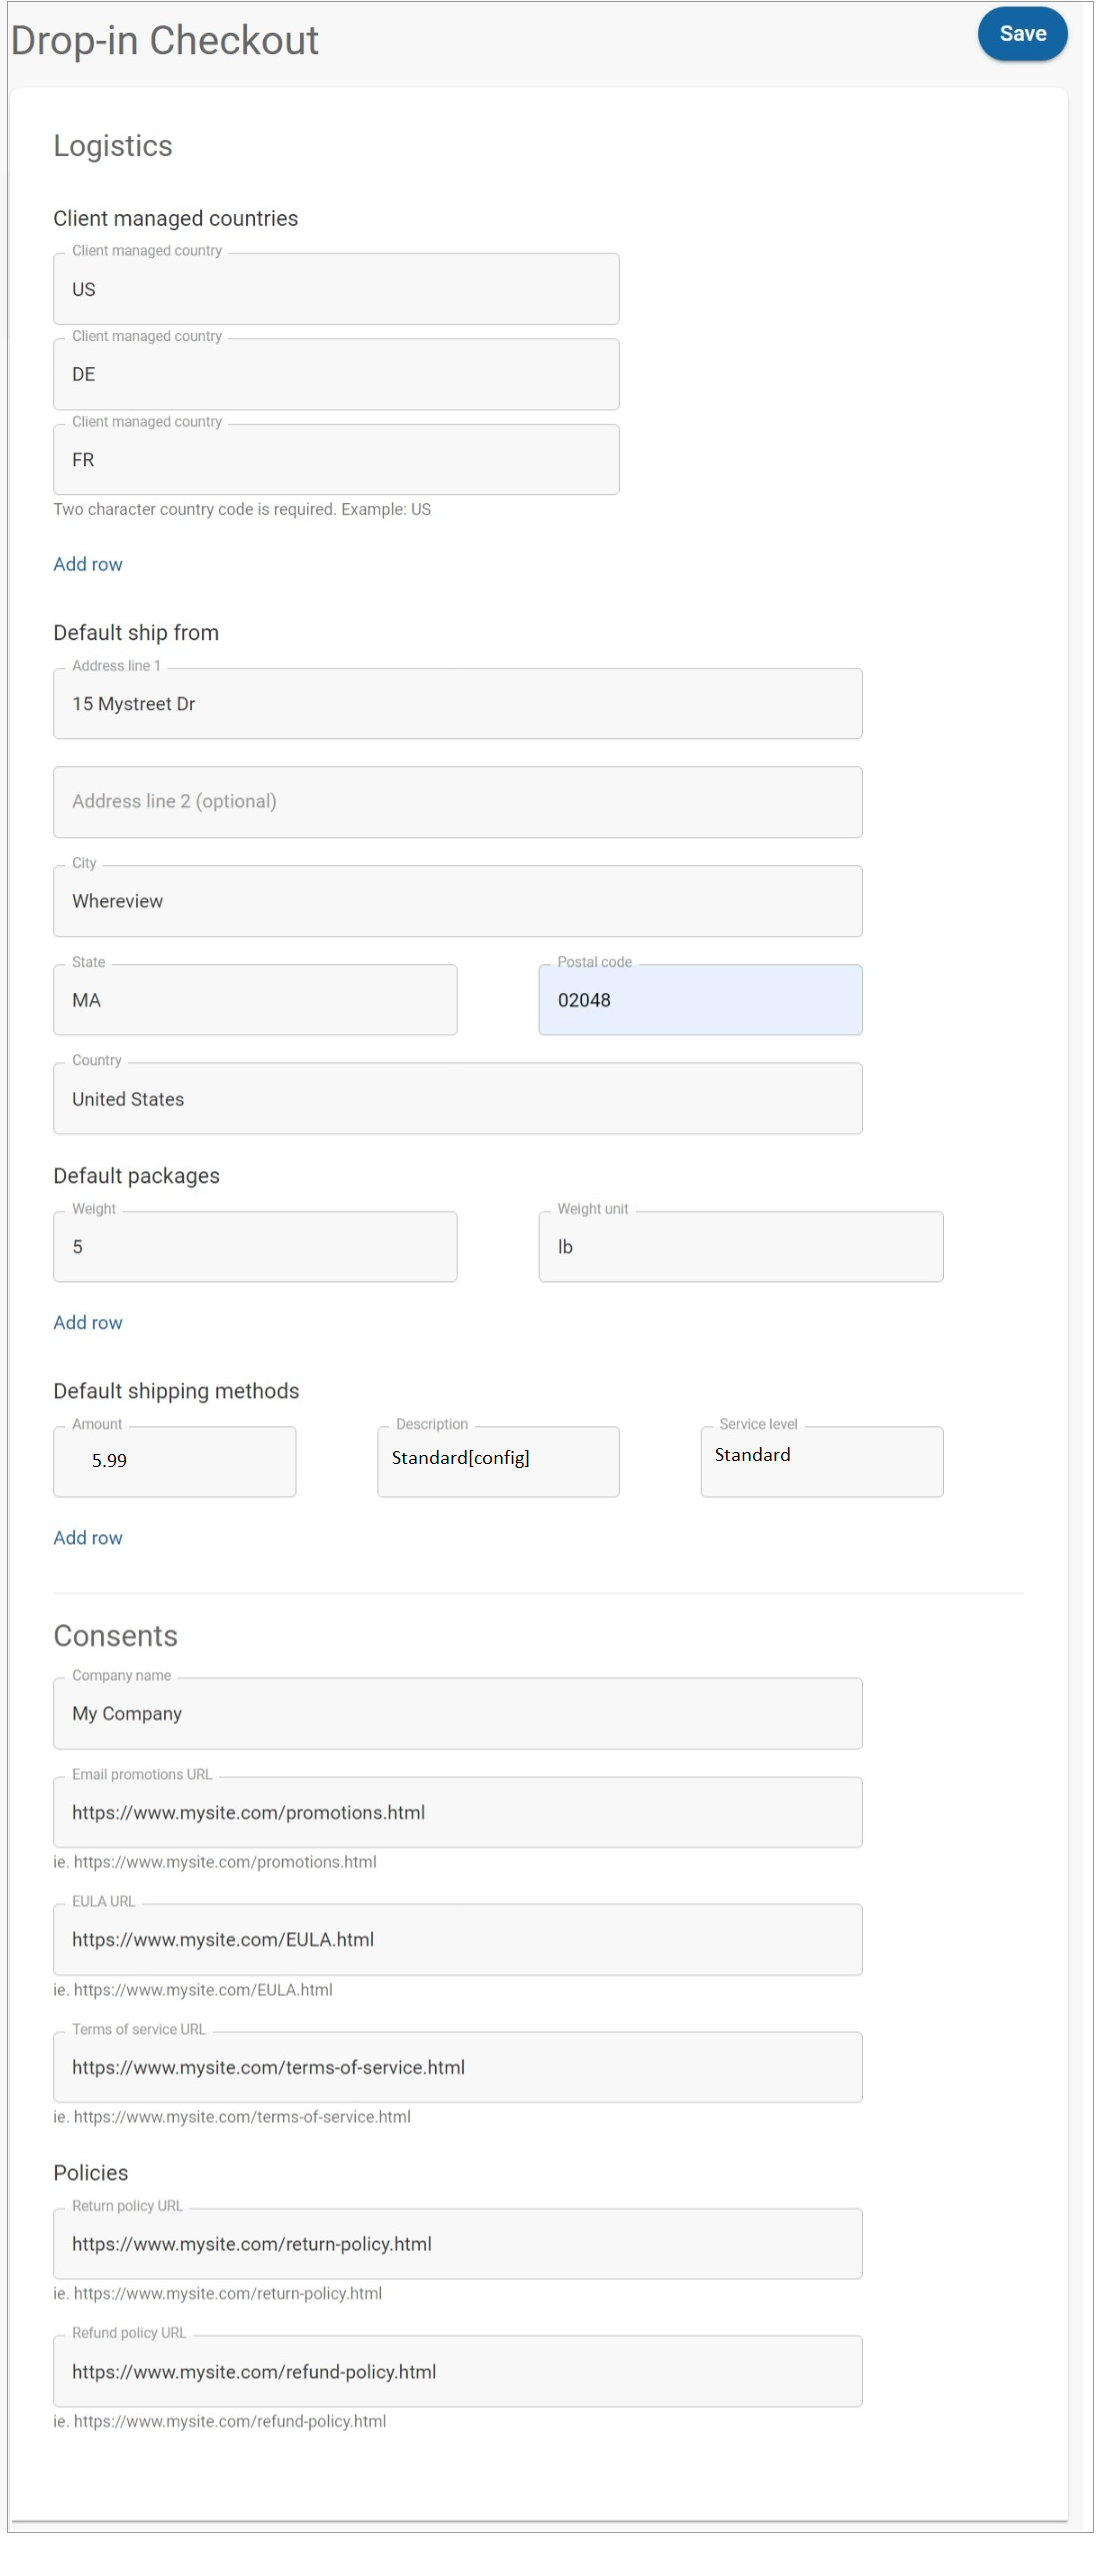 Drop-in Checkout
Save
Logistics
Client managed countries
Client managed country
US
Client managed country
DE
Client managed country
FR
Two character country code is required. Example: US
Add row
Default ship from
Address line 1
15 Mystreet Dr
Address line 2 (optional)
City
Whereview
State
Postal code
MA
02048
Country
United States
Default packages
Weight
Weight unit
5
lb
Add row
Default shipping methods
Amount
Description
Service level
5.99
Standard[config]
Standard
Add row
Consents
Company name
My Company
Email promotions URL
https://www.mysite.com/promotions.html
ie. https://www.mysite.com/promotions.html
EULA URL
https://www.mysite.com/EULA.html
ie. https://www.mysite.com/EULA.html
Terms of service URL
https://www.mysite.com/terms-of-service.html
ie. https://www.mysite.com/terms-of-service.html
Policies
Return policy URL
https://www.mysite.com/return-policy.html
ie. https://www.mysite.com/return-policy.html
Refund policy URL
https://www.mysite.com/refund-policy.html
ie. https://www.mysite.com/refund-policy.html